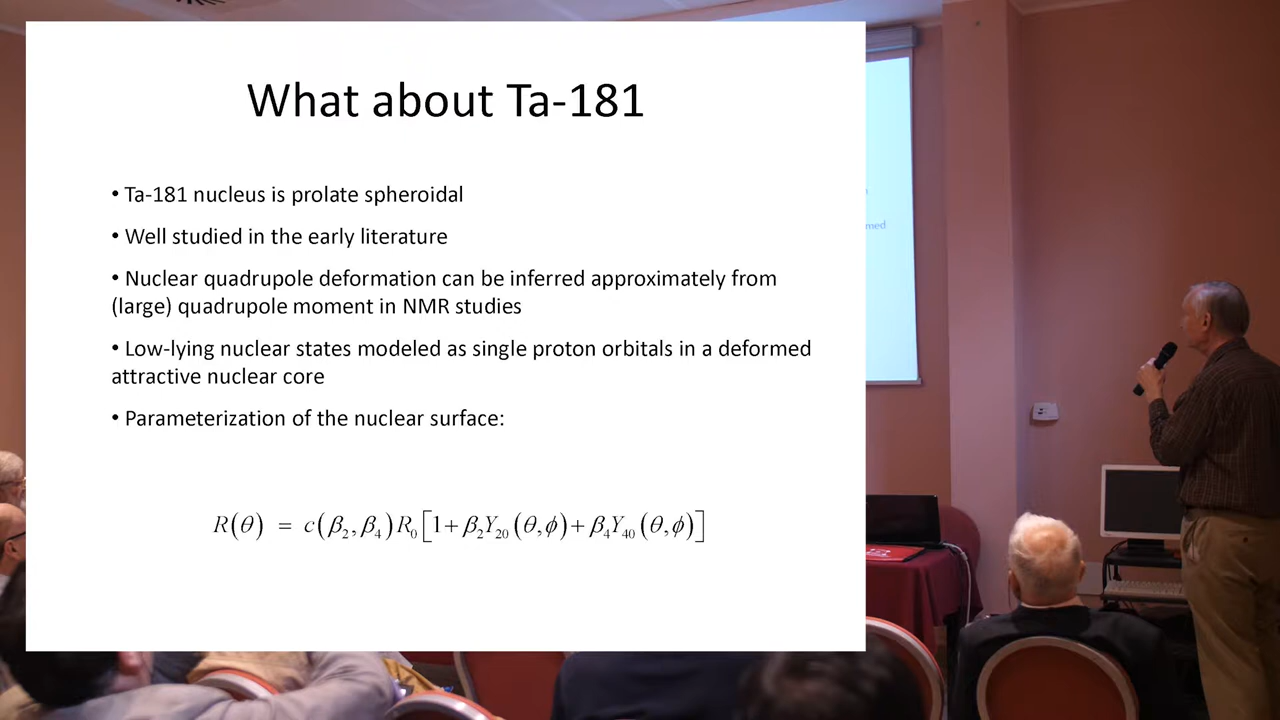 What about Ta-181
• Ta-181 nucleus is prolate spheroidal
• Well studied in the early literature
• Nuclear quadrupole deformation can be inferred approximately from
(large) quadrupole moment in NMR studies
• Low-lying nuclear states modeled as single proton orbitals in a deformed
attractive nuclear core
• Parameterization of the nuclear surface:
R(θ) = c(β₂,β₄)R₀[1+β₂Y₂₀(θ,ϕ)+β₄Y₄₀(θ,ϕ)]
med